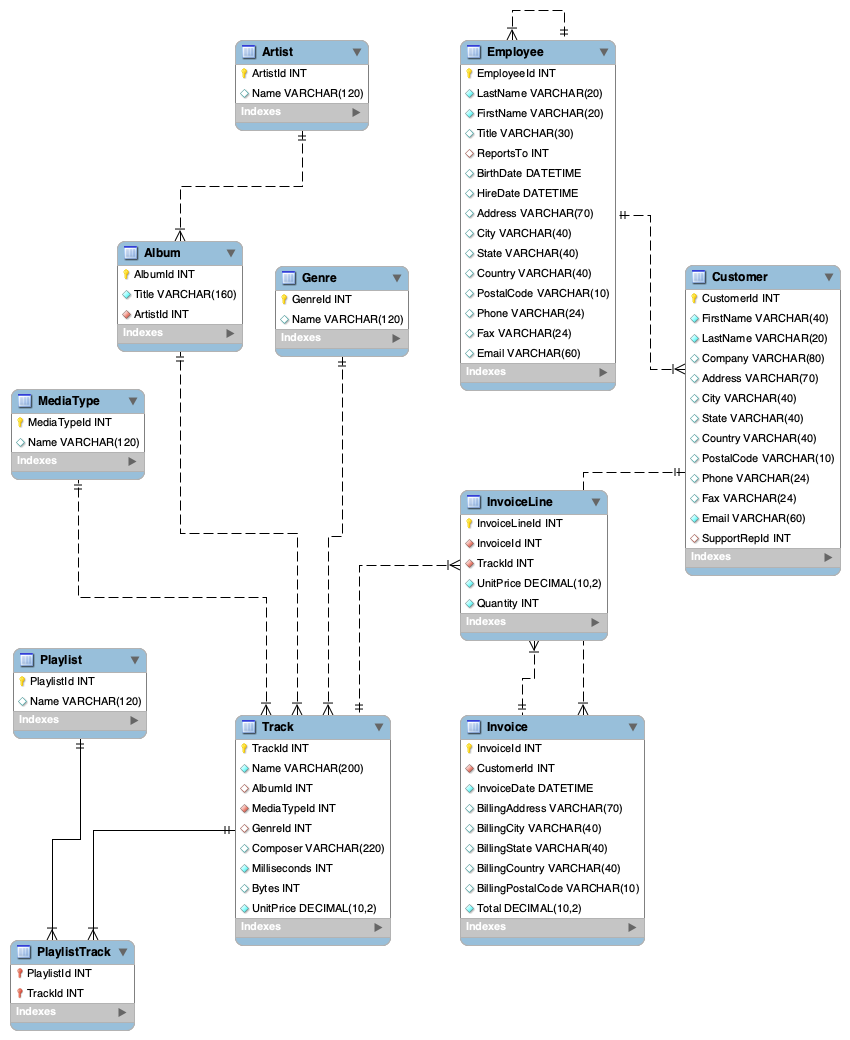 Artist
ArtistId INT
Name VARCHAR(120)
Indexes
Employee
EmployeeId INT
LastName VARCHAR(20)
FirstName VARCHAR(20)
Title VARCHAR(30)
ReportsTo INT
BirthDate DATETIME
HireDate DATETIME
Address VARCHAR(70)
City VARCHAR(40)
State VARCHAR(40)
Country VARCHAR(40)
PostalCode VARCHAR(10)
Phone VARCHAR(24)
Fax VARCHAR(24)
Email VARCHAR(60)
Indexes
Album
AlbumId INT
Title VARCHAR(160)
ArtistId INT
Indexes
Genre
GenreId INT
Name VARCHAR(120)
Indexes
Customer
CustomerId INT
FirstName VARCHAR(40)
LastName VARCHAR(20)
Company VARCHAR(80)
Address VARCHAR(70)
City VARCHAR(40)
State VARCHAR(40)
Country VARCHAR(40)
PostalCode VARCHAR(10)
Phone VARCHAR(24)
Fax VARCHAR(24)
Email VARCHAR(60)
SupportRepId INT
Indexes
MediaType
MediaTypeId INT
Name VARCHAR(120)
Indexes
InvoiceLine
InvoiceLineId INT
InvoiceId INT
TrackId INT
UnitPrice DECIMAL(10,2)
Quantity INT
Indexes
Playlist
PlaylistId INT
Name VARCHAR(120)
Indexes
Track
TrackId INT
Name VARCHAR(200)
AlbumId INT
MediaTypeId INT
GenreId INT
Composer VARCHAR(220)
Milliseconds INT
Bytes INT
UnitPrice DECIMAL(10,2)
Indexes
Invoice
InvoiceId INT
CustomerId INT
InvoiceDate DATETIME
BillingAddress VARCHAR(70)
BillingCity VARCHAR(40)
BillingState VARCHAR(40)
BillingCountry VARCHAR(40)
BillingPostalCode VARCHAR(10)
Total DECIMAL(10,2)
Indexes
PlaylistTrack
PlaylistId INT
TrackId INT
Indexes